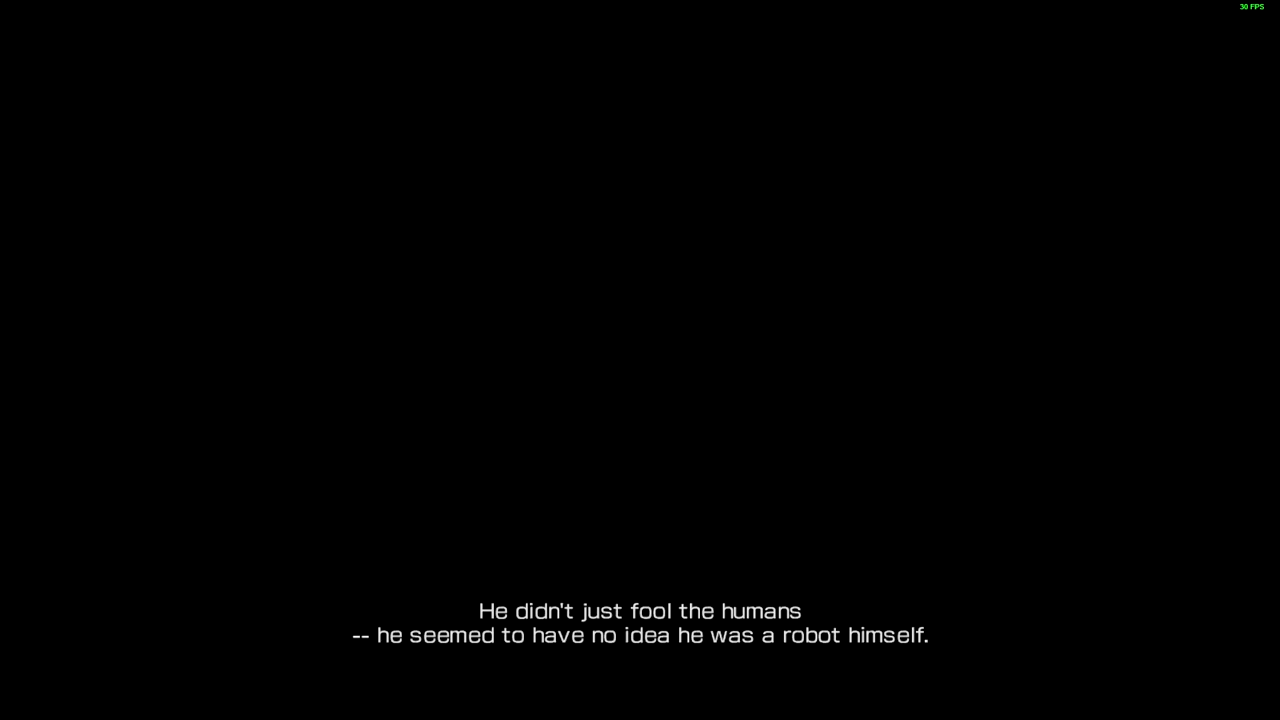 30 FPS
He didn't just fool the humans
-- he seemed to have no idea he was a robot himself.